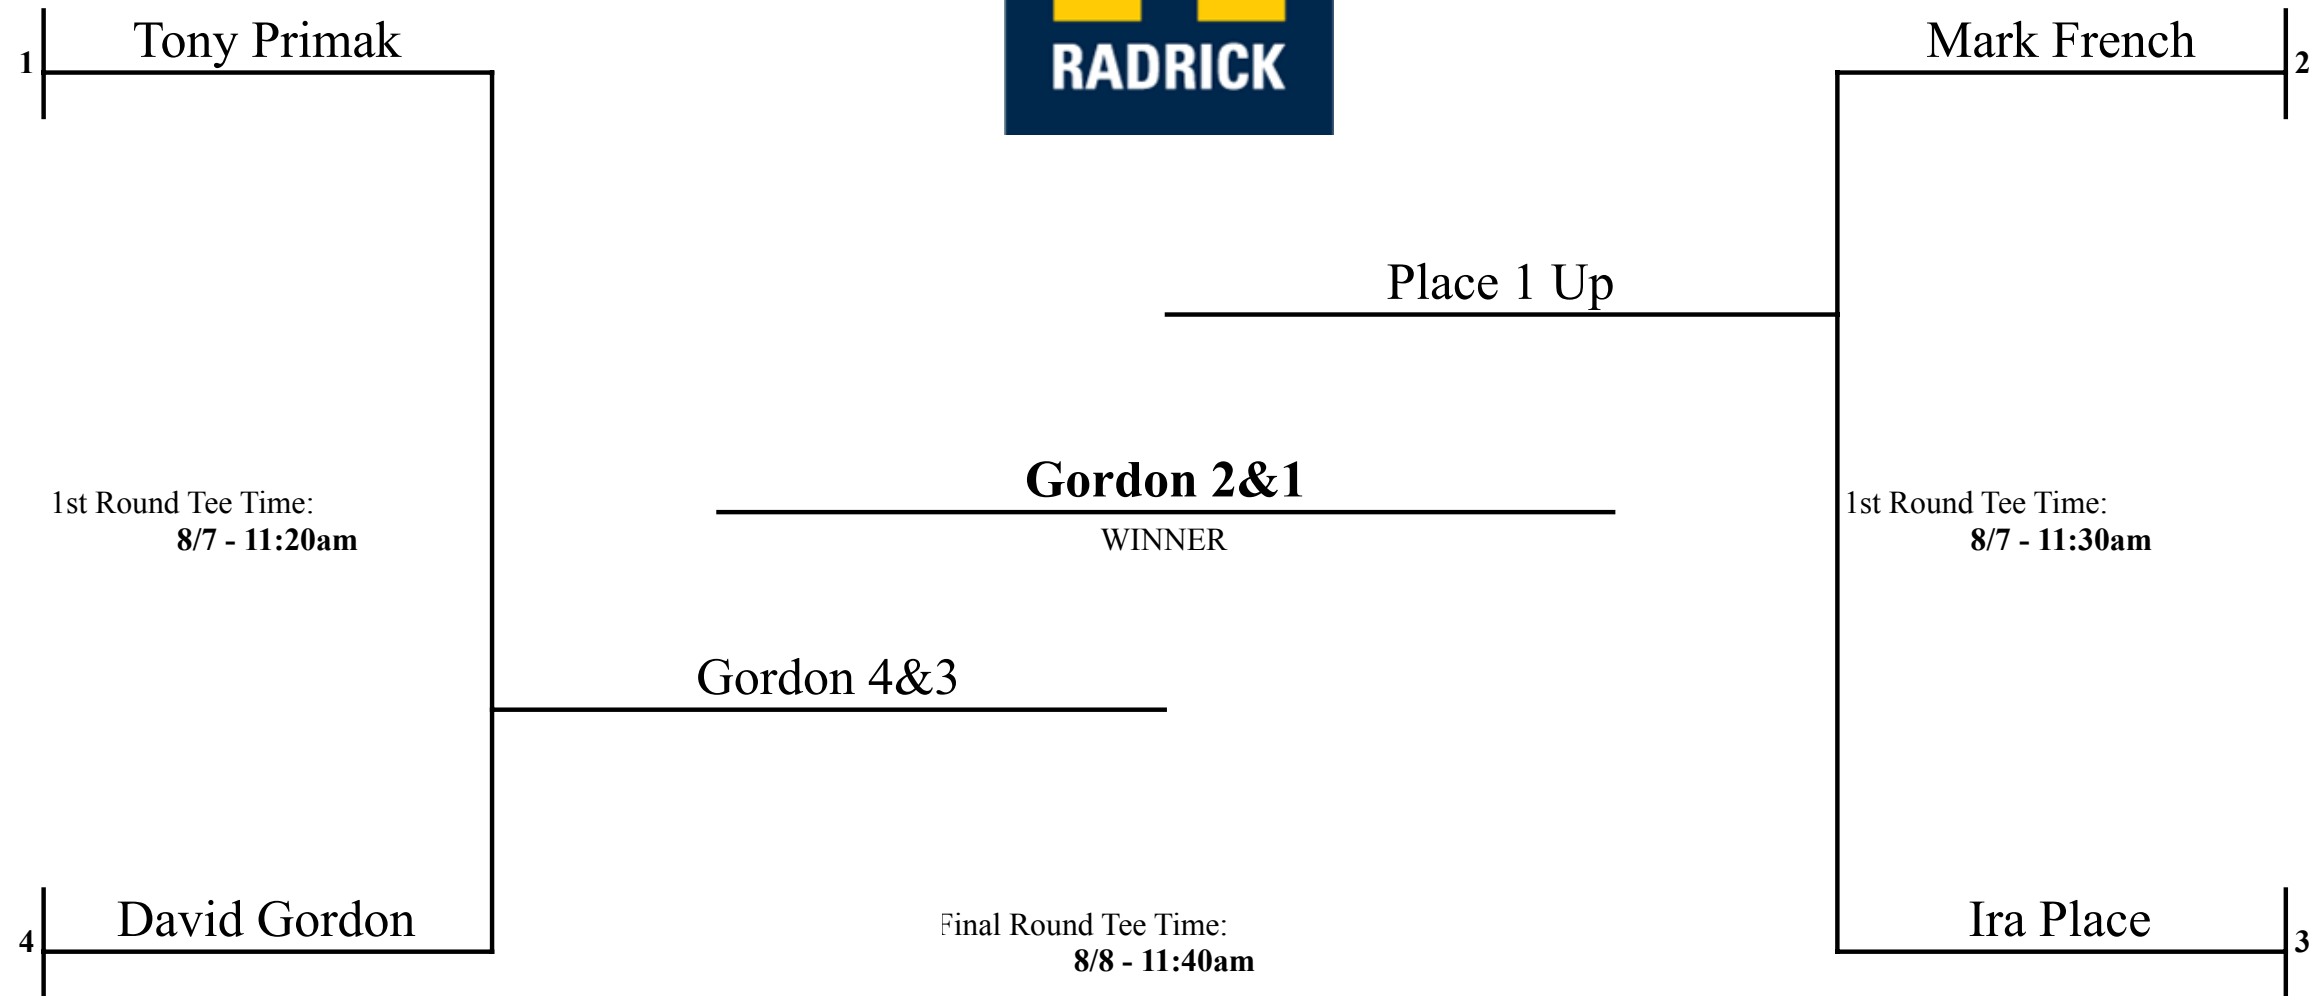 RADRICK
1
Tony Primak
Mark French
2
Place 1 Up
Gordon 2&1
WINNER
1st Round Tee Time:
8/7 - 11:20am
1st Round Tee Time:
8/7 - 11:30am
Gordon 4&3
4
David Gordon
Ira Place
3
Final Round Tee Time:
8/8 - 11:40am